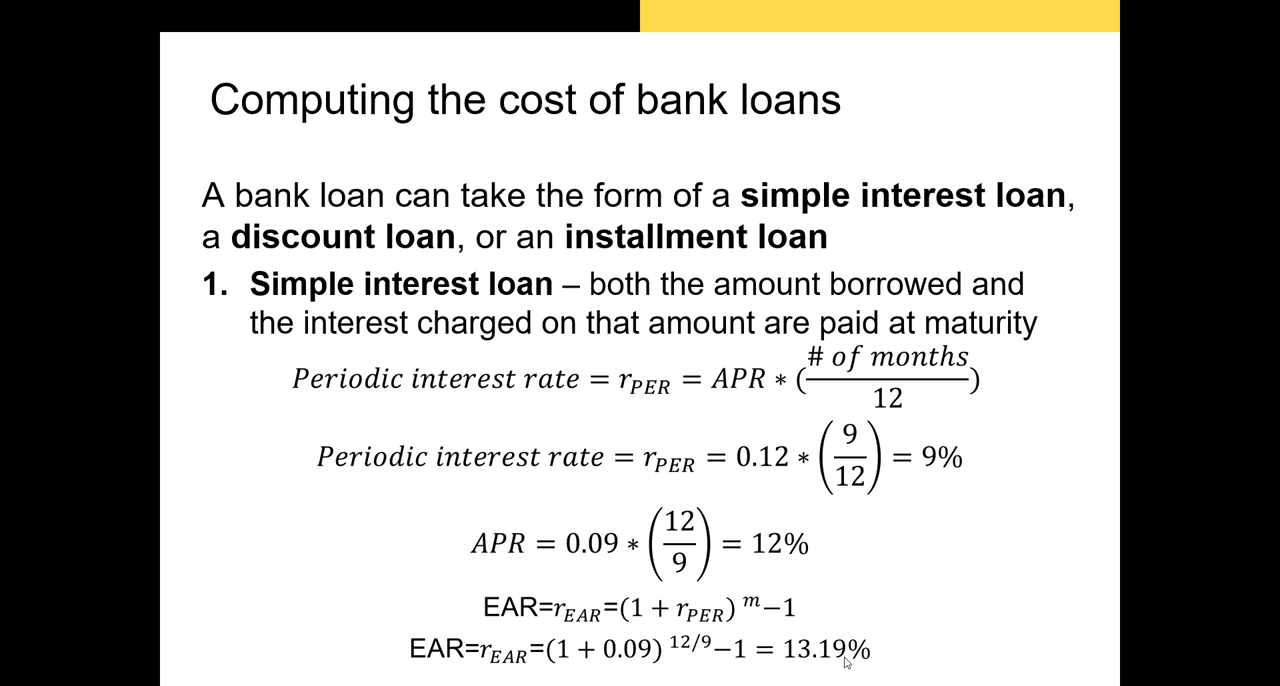 Computing the cost of bank loans
A bank loan can take the form of a simple interest loan,
a discount loan, or an installment loan
1. Simple interest loan – both the amount borrowed and
the interest charged on that amount are paid at maturity
Periodic interest rate = r_PER = APR * (# of months / 12)
Periodic interest rate = r_PER = 0.12 * (9/12) = 9%
APR = 0.09 * (12/9) = 12%
EAR=r_EAR=(1 + r_PER)^m −1
EAR=r_EAR=(1 + 0.09)^12/9 −1 = 13.19%